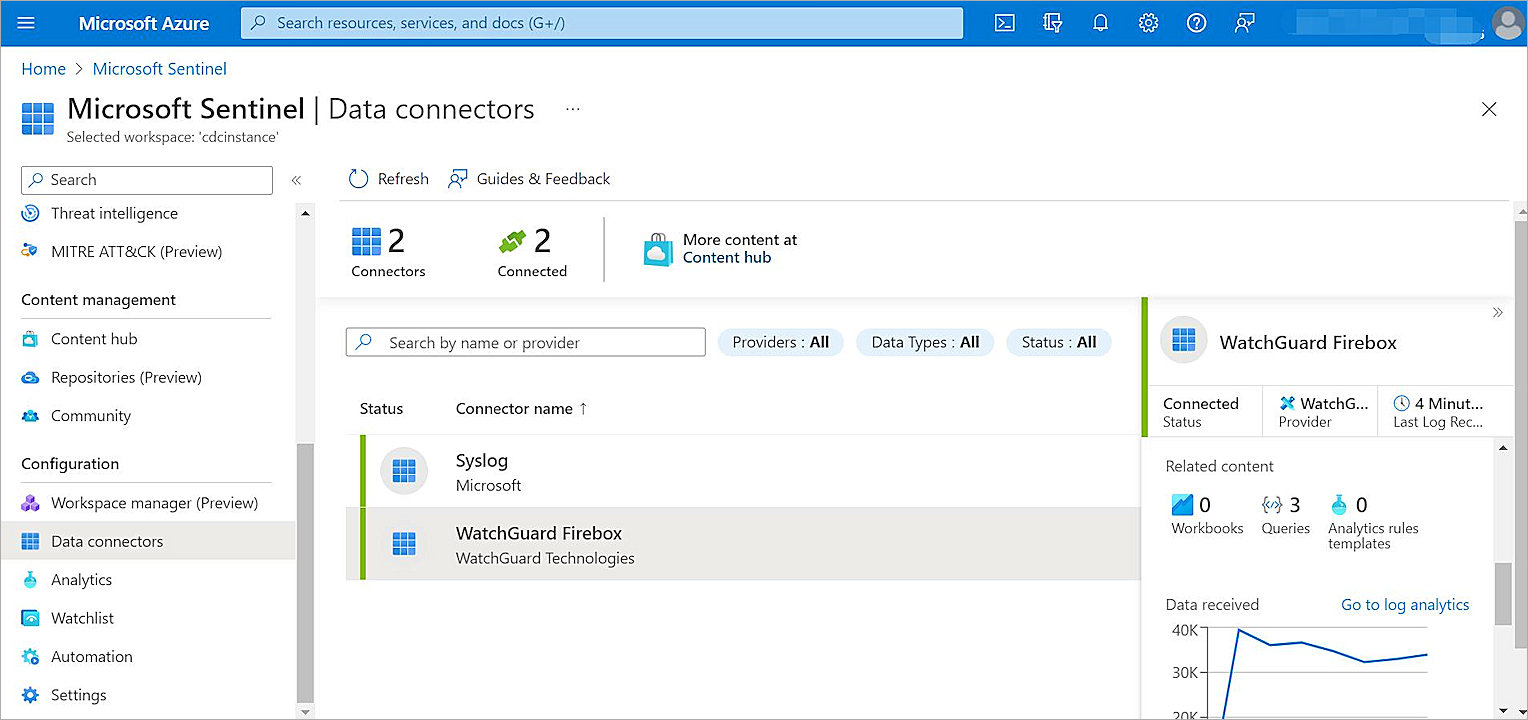 Microsoft Azure
Search resources, services, and docs (G+/)
Home > Microsoft Sentinel
Microsoft Sentinel | Data connectors ...
Selected workspace: 'cdcinstance'
Search
«
Threat intelligence
MITRE ATT&CK (Preview)
Content management
Content hub
Repositories (Preview)
Community
Configuration
Workspace manager (Preview)
Data connectors
Analytics
Watchlist
Automation
Settings
Refresh
Guides & Feedback
2
Connectors
2
Connected
More content at
Content hub
Search by name or provider
Providers : All
Data Types : All
Status : All
Status
Connector name ↑
Syslog
Microsoft
WatchGuard Firebox
WatchGuard Technologies
»
WatchGuard Firebox
Connected
Status
WatchG...
Provider
4 Minut...
Last Log Rec...
Related content
0
Workbooks
3
Queries
0
Analytics rules
templates
Data received
Go to log analytics
40K
30K
20K